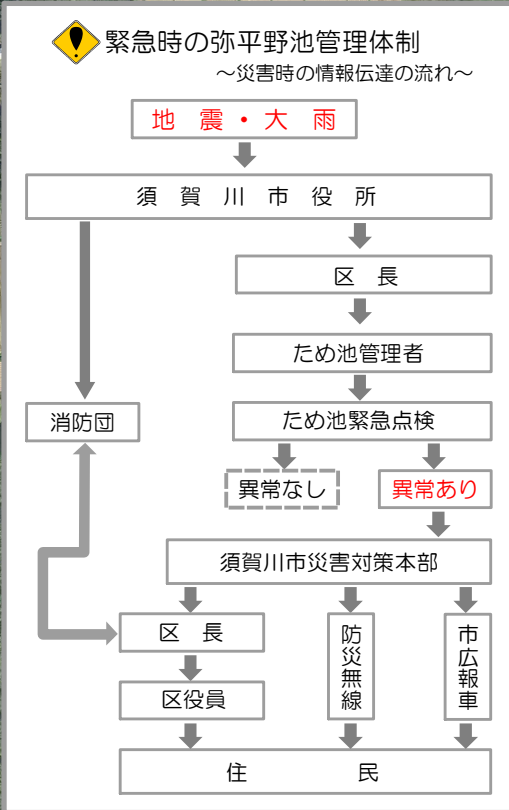 緊急時の弥平野池管理体制
～災害時の情報伝達の流れ～
地 震・大 雨
須 賀 川 市 役 所
区 長
ため池管理者
消防団
ため池緊急点検
異常なし
異常あり
須賀川市災害対策本部
区 長
防災無線
市広報車
区役員
住 民